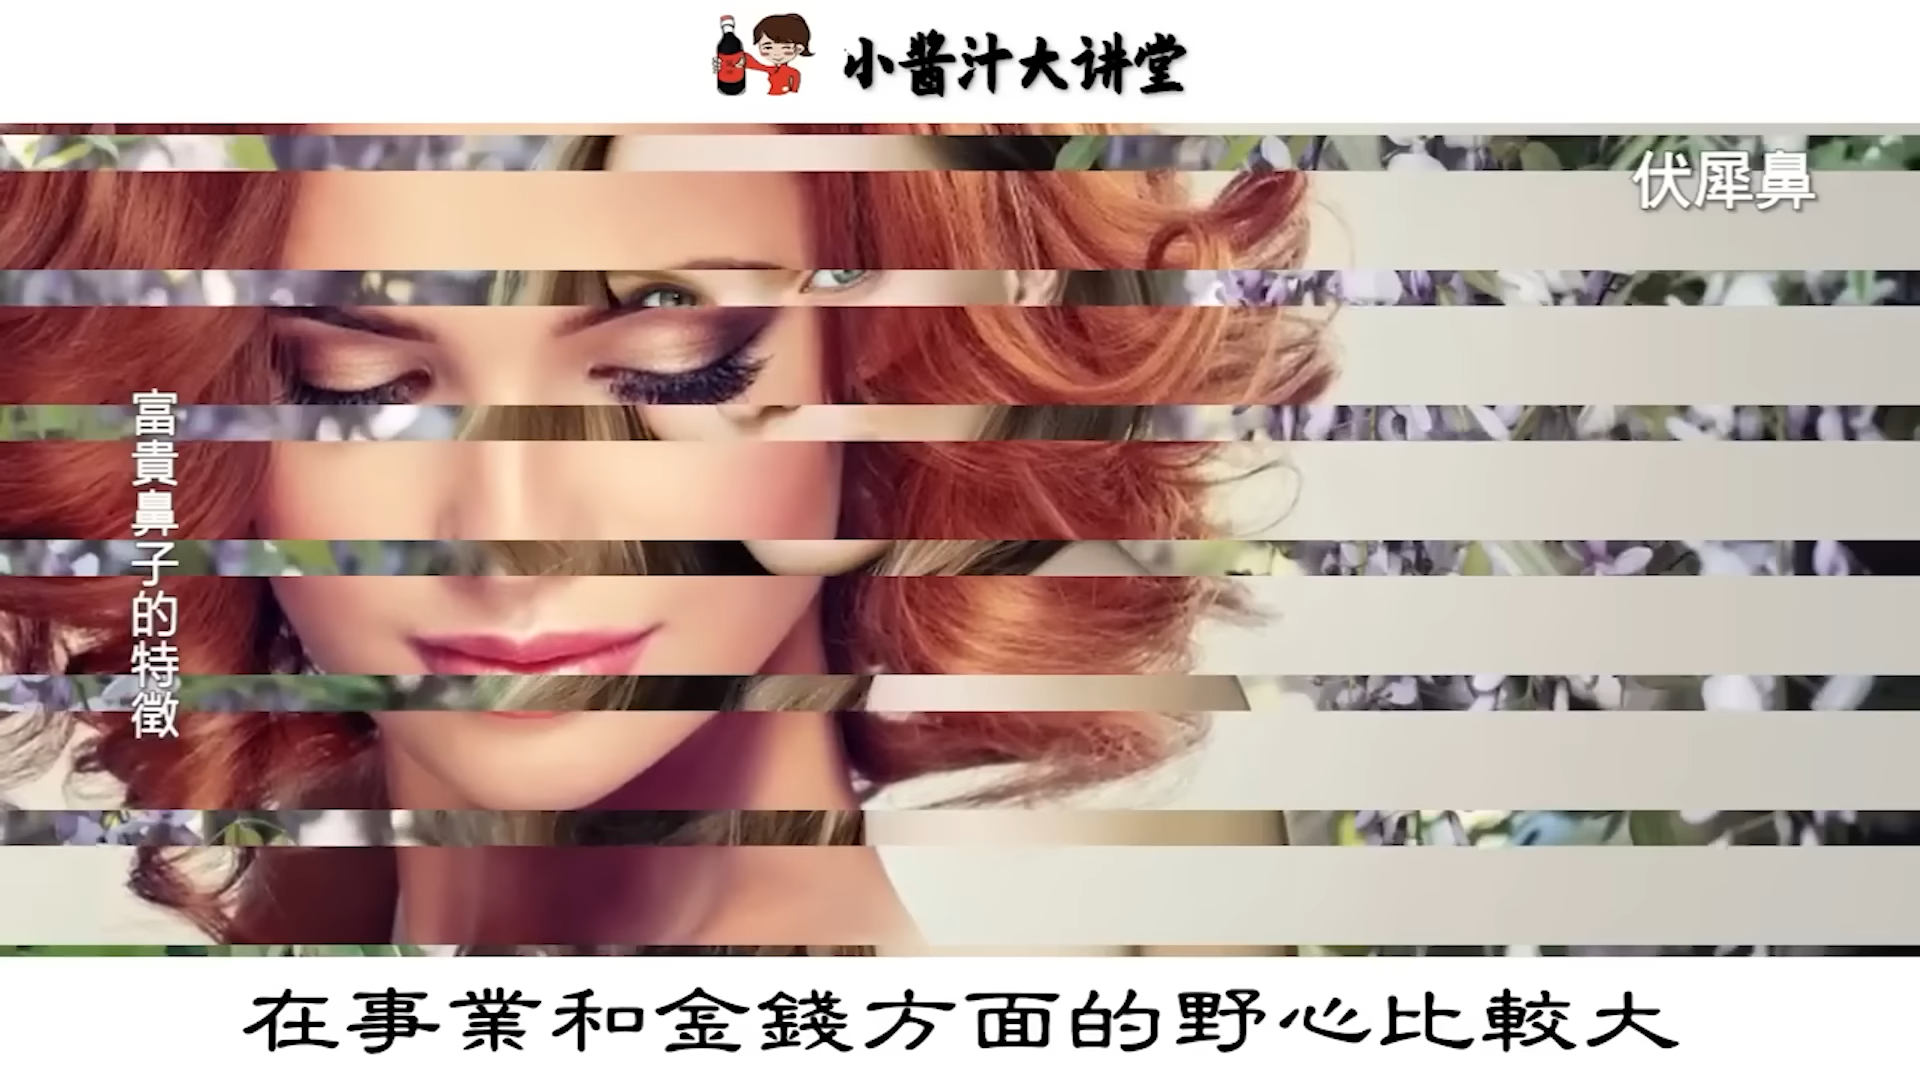 小酱汁大讲堂
伏犀鼻
富貴鼻子的特徵
在事業和金錢方面的野心比較大